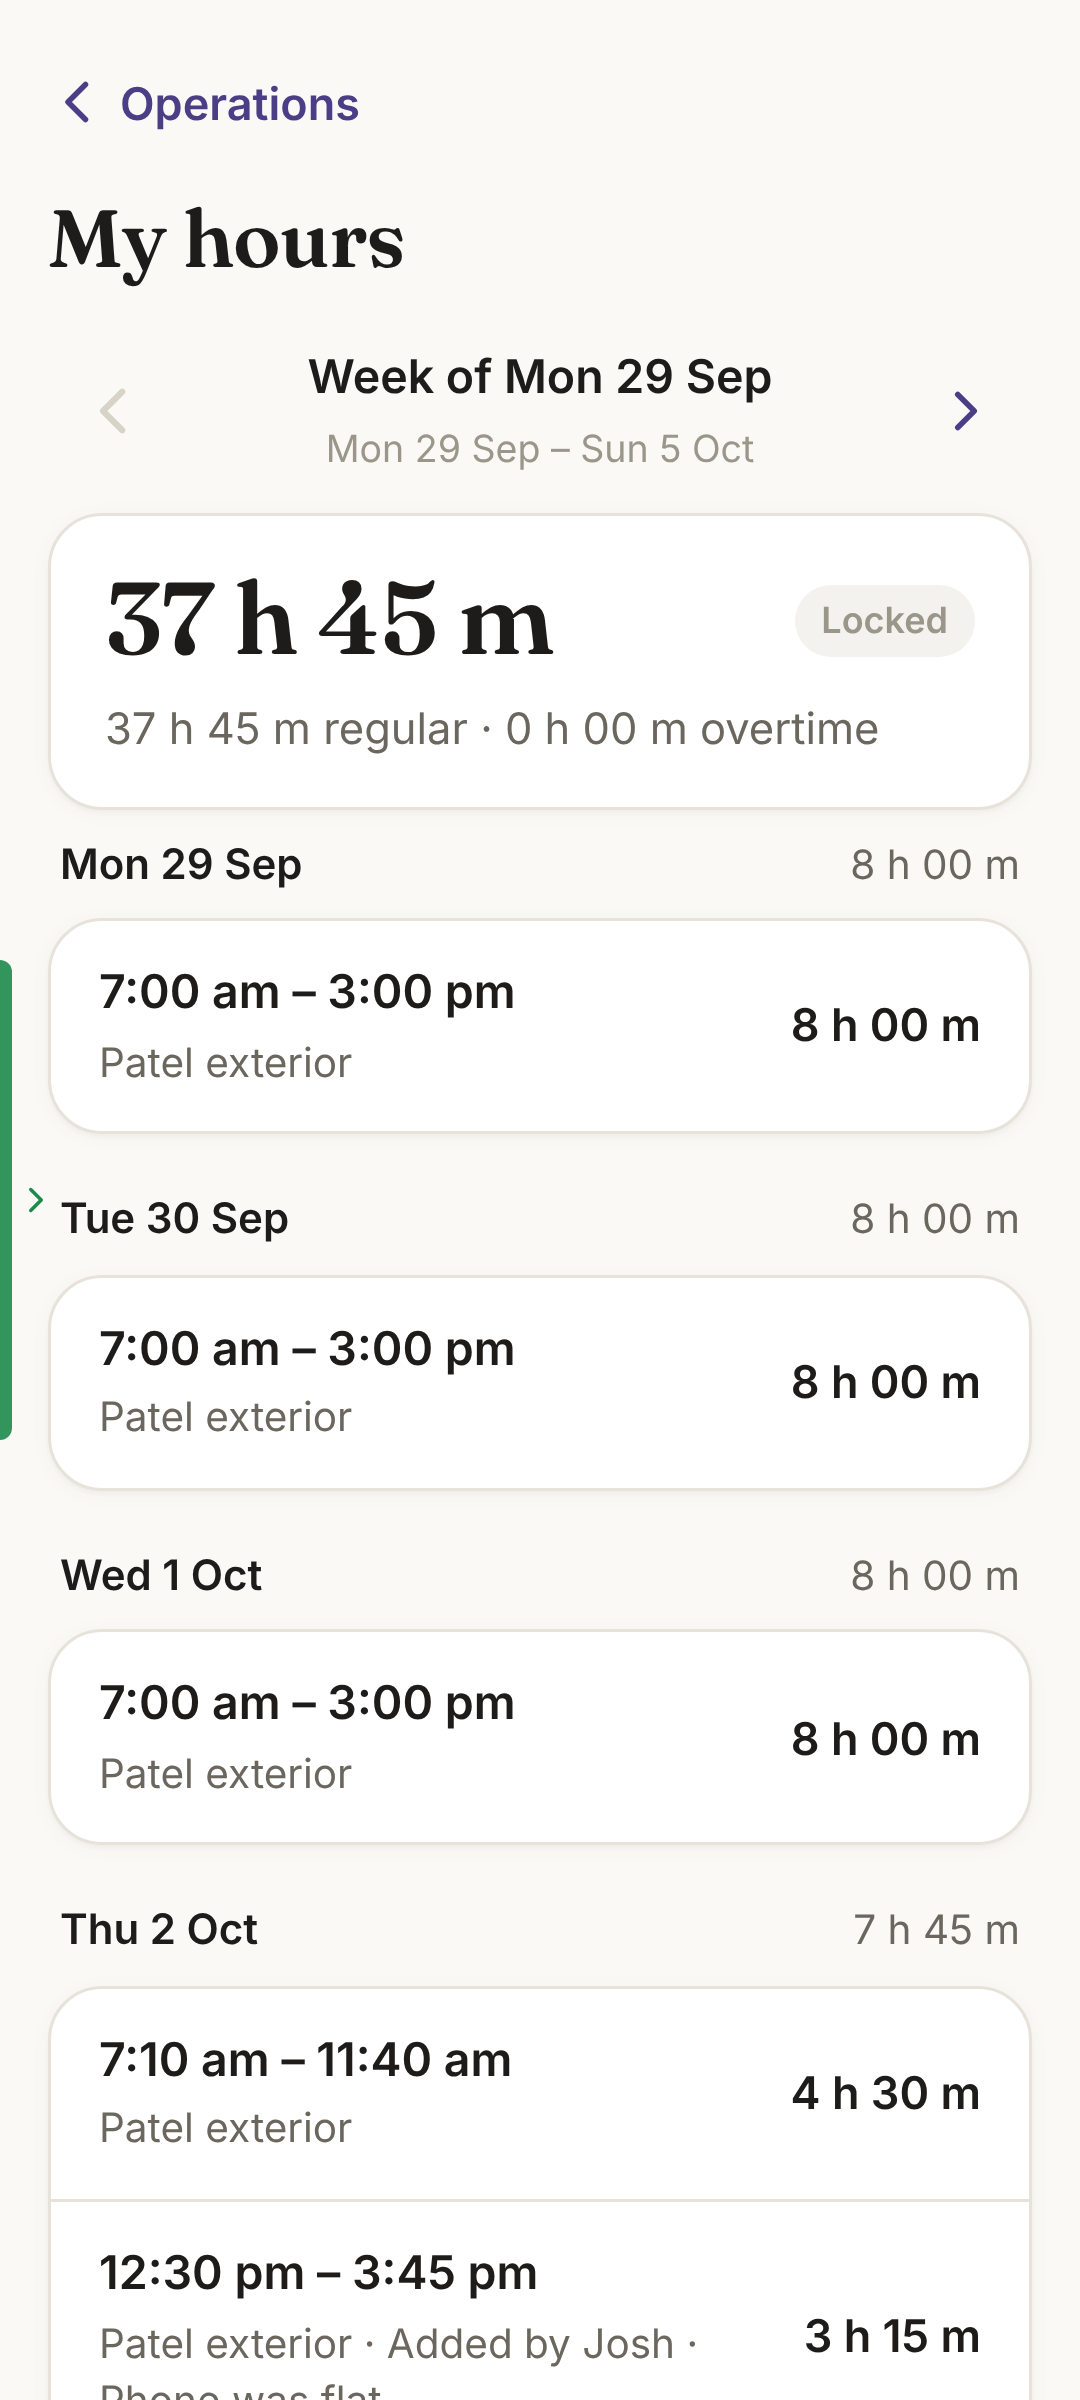 Operations
My hours
Week of Mon 29 Sep
Mon 29 Sep – Sun 5 Oct
37 h 45 m
Locked
37 h 45 m regular · 0 h 00 m overtime
Mon 29 Sep
8 h 00 m
7:00 am – 3:00 pm
8 h 00 m
Patel exterior
Tue 30 Sep
8 h 00 m
7:00 am – 3:00 pm
8 h 00 m
Patel exterior
Wed 1 Oct
8 h 00 m
7:00 am – 3:00 pm
8 h 00 m
Patel exterior
Thu 2 Oct
7 h 45 m
7:10 am – 11:40 am
4 h 30 m
Patel exterior
12:30 pm – 3:45 pm
3 h 15 m
Patel exterior · Added by Josh ·
Phone was flat